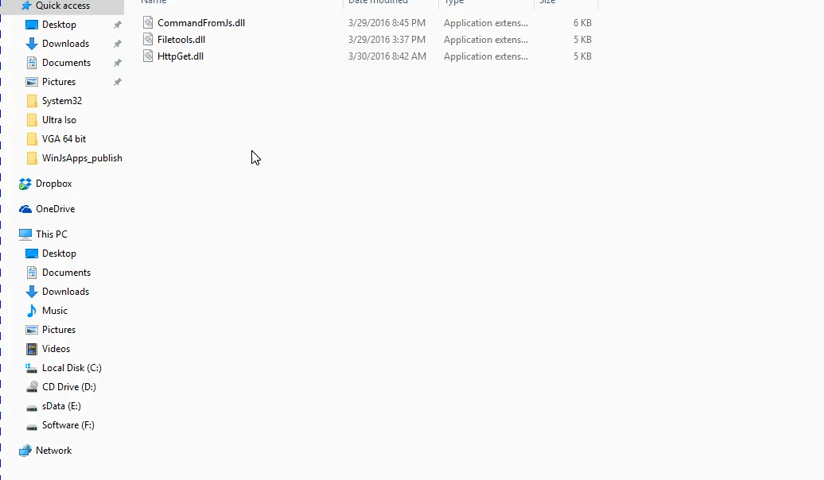 Name Date modified Type Size
Quick access
CommandFromJs.dll 3/29/2016 8:45 PM Application extens... 6 KB
Desktop
Filetools.dll 3/29/2016 3:37 PM Application extens... 5 KB
Downloads
HttpGet.dll 3/30/2016 8:42 AM Application extens... 5 KB
Documents
Pictures
System32
Ultra Iso
VGA 64 bit
WinJsApps_publish
Dropbox
OneDrive
This PC
Desktop
Documents
Downloads
Music
Pictures
Videos
Local Disk (C:)
CD Drive (D:)
sData (E:)
Software (F:)
Network